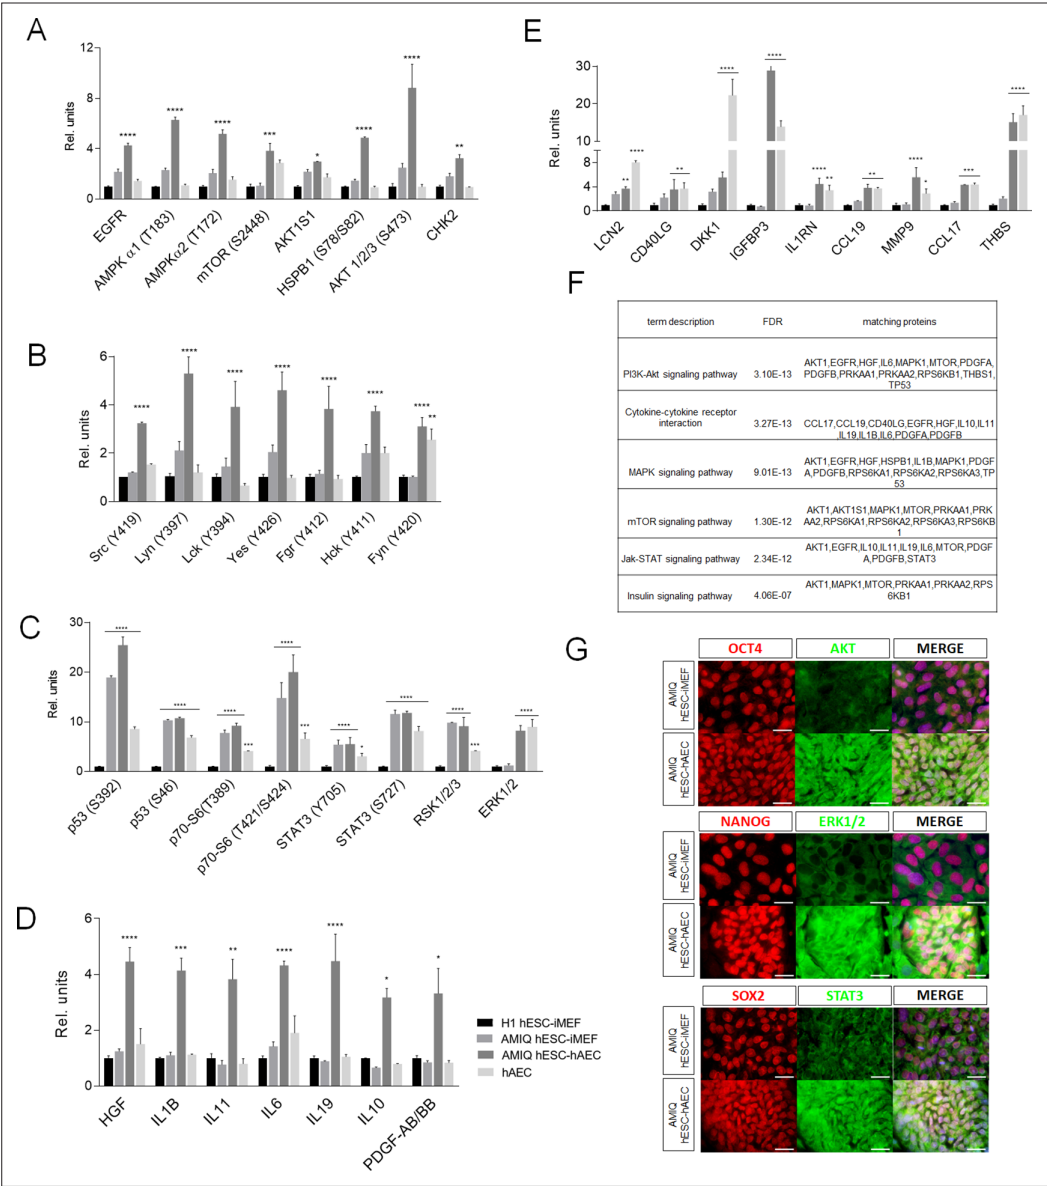 A
Rel. units
12
8
4
0
****
****
****
***
*
****
****
**
EGFR
AMPK α1 (T183)
AMPKα2 (T172)
mTOR (S2448)
AKT1S1
HSPB1 (S78/S82)
AKT 1/2/3 (S473)
CHK2
B
Rel. units
6
4
2
0
****
****
****
****
****
****
****
**
Src (Y419)
Lyn (Y397)
Lck (Y394)
Yes (Y426)
Fgr (Y412)
Hck (Y411)
Fyn (Y420)
C
Rel. units
30
20
10
0
****
****
****
***
****
***
****
*
****
****
***
****
p53 (S392)
p53 (S46)
p70-S6(T389)
p70-S6 (T421/S424)
STAT3 (Y705)
STAT3 (S727)
RSK1/2/3
ERK1/2
D
Rel. units
6
4
2
0
****
***
**
****
****
*
*
HGF
IL1B
IL11
IL6
IL19
IL10
PDGF-AB/BB
H1 hESC-iMEF
AMIQ hESC-iMEF
AMIQ hESC-hAEC
hAEC
E
Rel. units
30
20
10
8
4
0
**
****
**
****
****
****
**
**
****
*
***
****
LCN2
CD40LG
DKK1
IGFBP3
IL1RN
CCL19
MMP9
CCL17
THBS
F
term description FDR matching proteins
PI3K-Akt signaling pathway 3.10E-13 AKT1,EGFR,HGF,IL6,MAPK1,MTOR,PDGFA,
PDGFB,PRKAA1,PRKAA2,RPS6KB1,THBS1,
TP53
Cytokine-cytokine receptor
interaction 3.27E-13 CCL17,CCL19,CD40LG,EGFR,HGF,IL10,IL11
,IL19,IL1B,IL6,PDGFA,PDGFB
MAPK signaling pathway 9.01E-13 AKT1,EGF,HGF,HSPB1,IL1B,MAPK1,PDGF
A,PDGFB,RPS6KA1,RPS6KA2,RPS6KA3,TP
53
mTOR signaling pathway 1.30E-12 AKT1,AKT1S1,MAPK1,MTOR,PRKAA1,PRK
AA2,RPS6KA1,RPS6KA2,RPS6KA3,RPS6KB
1
Jak-STAT signaling pathway 2.34E-12 AKT1,EGFR,IL10,IL11,IL19,IL6,MTOR,PDGF
A,PDGFB,STAT3
Insulin signaling pathway 4.06E-07 AKT1,MAPK1,MTOR,PRKAA1,PRKAA2,RPS
6KB1
G
OCT4 AKT MERGE
AMIQ
hESC-iMEF
AMIQ
hESC-hAEC
NANOG ERK1/2 MERGE
AMIQ
hESC-iMEF
AMIQ
hESC-hAEC
SOX2 STAT3 MERGE
AMIQ
hESC-iMEF
AMIQ
hESC-hAEC